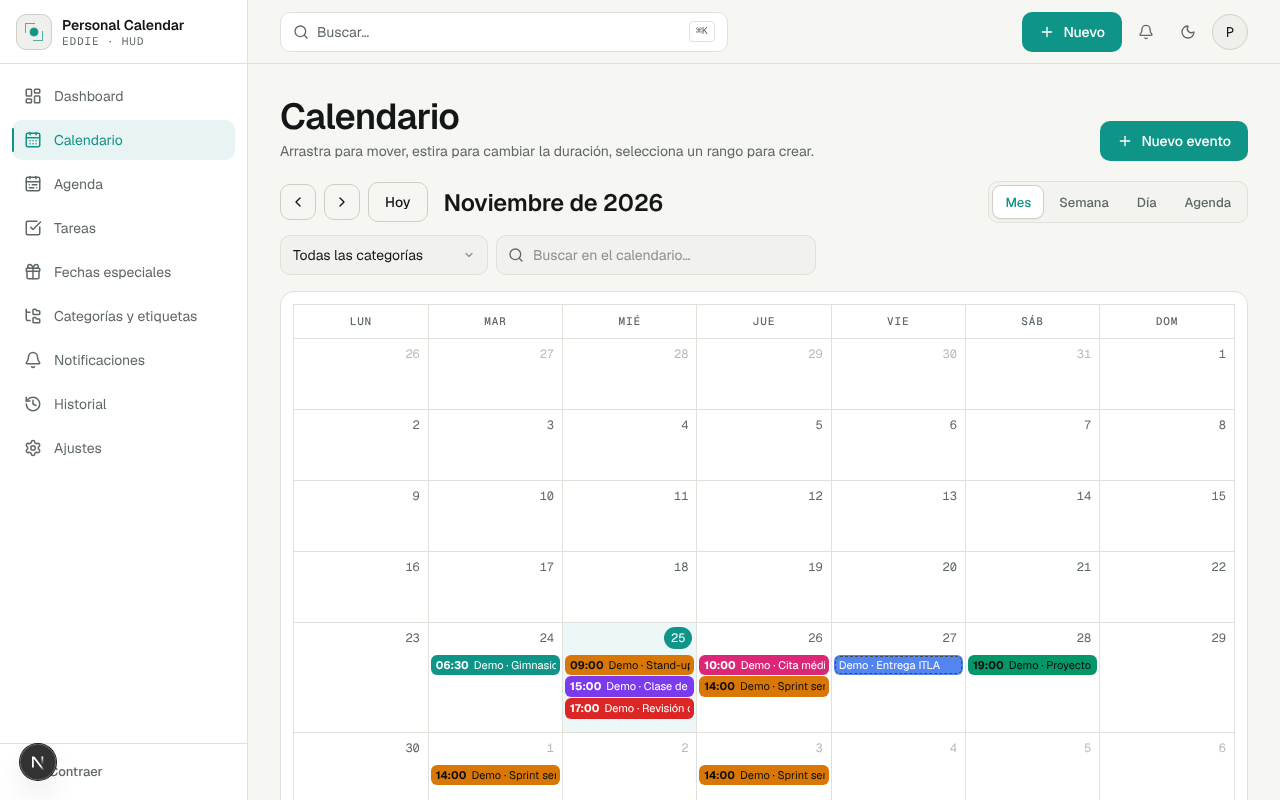 Personal Calendar
EDDIE · HUD
Buscar...
⌘K
Nuevo
P
Dashboard
Calendario
Agenda
Tareas
Fechas especiales
Categorías y etiquetas
Notificaciones
Historial
Ajustes
Contraer
N
Calendario
Arrastra para mover, estira para cambiar la duración, selecciona un rango para crear.
Nuevo evento
Hoy
Noviembre de 2026
Mes Semana Día Agenda
Todas las categorías
Buscar en el calendario...
LUN MAR MIÉ JUE VIE SÁB DOM
26 27 28 29 30 31 1
2 3 4 5 6 7 8
9 10 11 12 13 14 15
16 17 18 19 20 21 22
23 24 25 26 27 28 29
06:30 Demo · Gimnasio
09:00 Demo · Stand-up
10:00 Demo · Cita médi
Demo · Entrega ITLA
19:00 Demo · Proyecto
15:00 Demo · Clase de
14:00 Demo · Sprint ser
17:00 Demo · Revisión
30 1 2 3 4 5 6
14:00 Demo · Sprint ser
14:00 Demo · Sprint ser